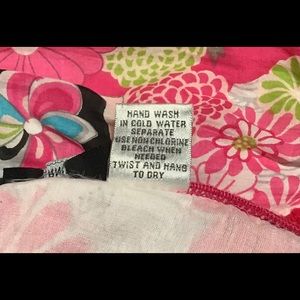 HAND WASH
IN COLD WATER
SEPARATE
USE NON CHLORINE
BLEACH WHEN
NEEDED
TWIST AND HANG
TO DRY